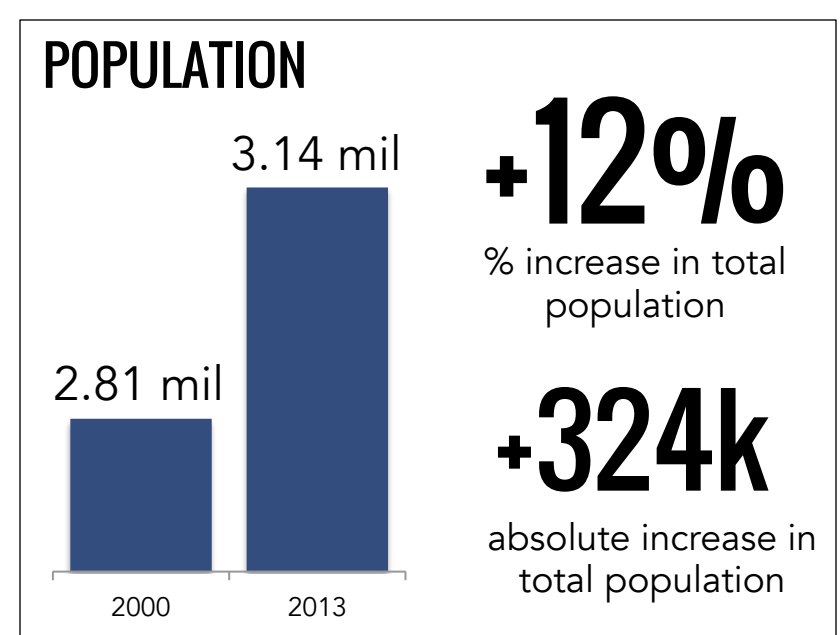 POPULATION
3.14 mil
2.81 mil
2000 2013
+12%
% increase in total
population
+324k
absolute increase in
total population